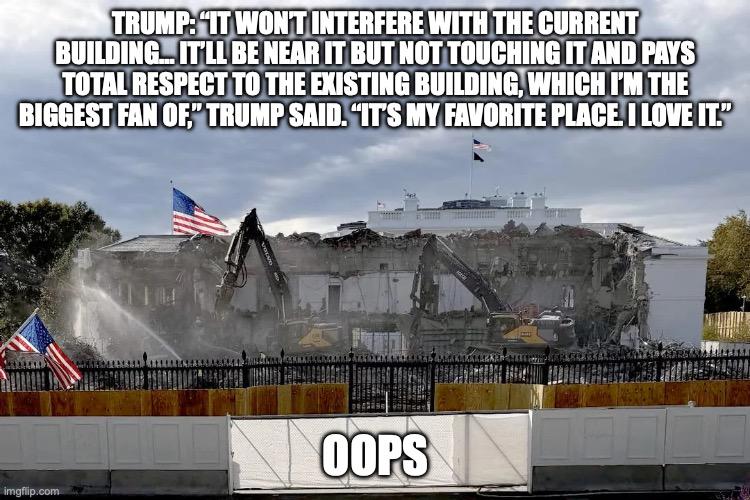 TRUMP: “IT WON’T INTERFERE WITH THE CURRENT
BUILDING... IT’LL BE NEAR IT BUT NOT TOUCHING IT AND PAYS
TOTAL RESPECT TO THE EXISTING BUILDING, WHICH I’M THE
BIGGEST FAN OF,” TRUMP SAID. “IT’S MY FAVORITE PLACE. I LOVE IT.”
OOPS
imgflip.com